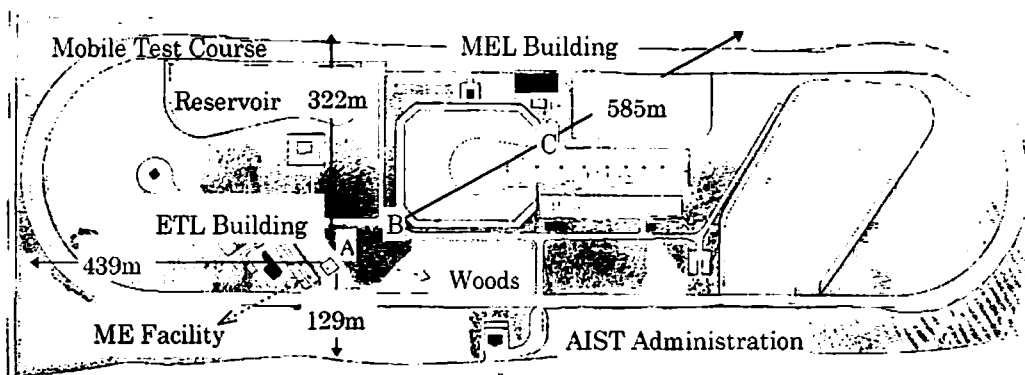 Mobile Test Course
MEL Building
Reservoir
322m
585m
C
ETL Building
B
A
439m
Woods
ME Facility
129m
AIST Administration